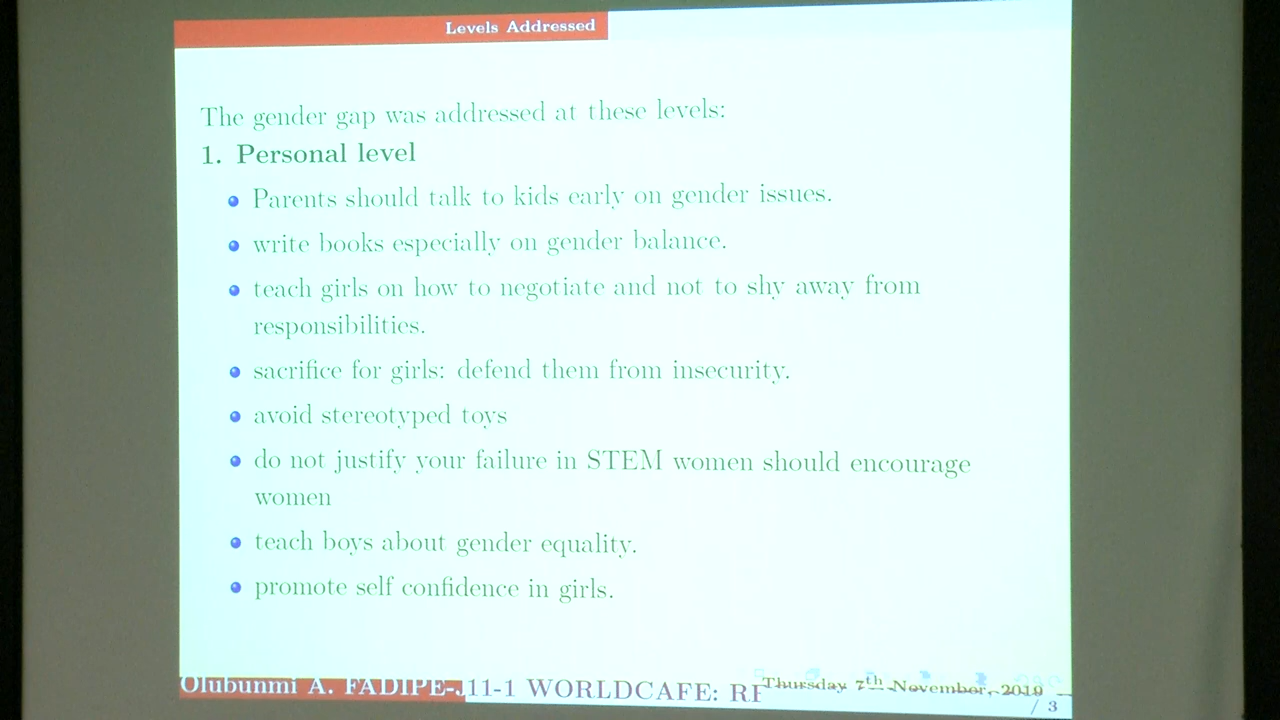 Levels Addressed
The gender gap was addressed at these levels:
1. Personal level
Parents should talk to kids early on gender issues.
write books especially on gender balance.
teach girls on how to negotiate and not to shy away from
responsibilities.
sacrifice for girls: defend them from insecurity.
avoid stereotyped toys
do not justify your failure in STEM women should encourage
women
teach boys about gender equality.
promote self confidence in girls.
Olubunmi A. FADIPE-J11-1 WORLDCAFE: RE Thursday 7th November, 2019
/ 3